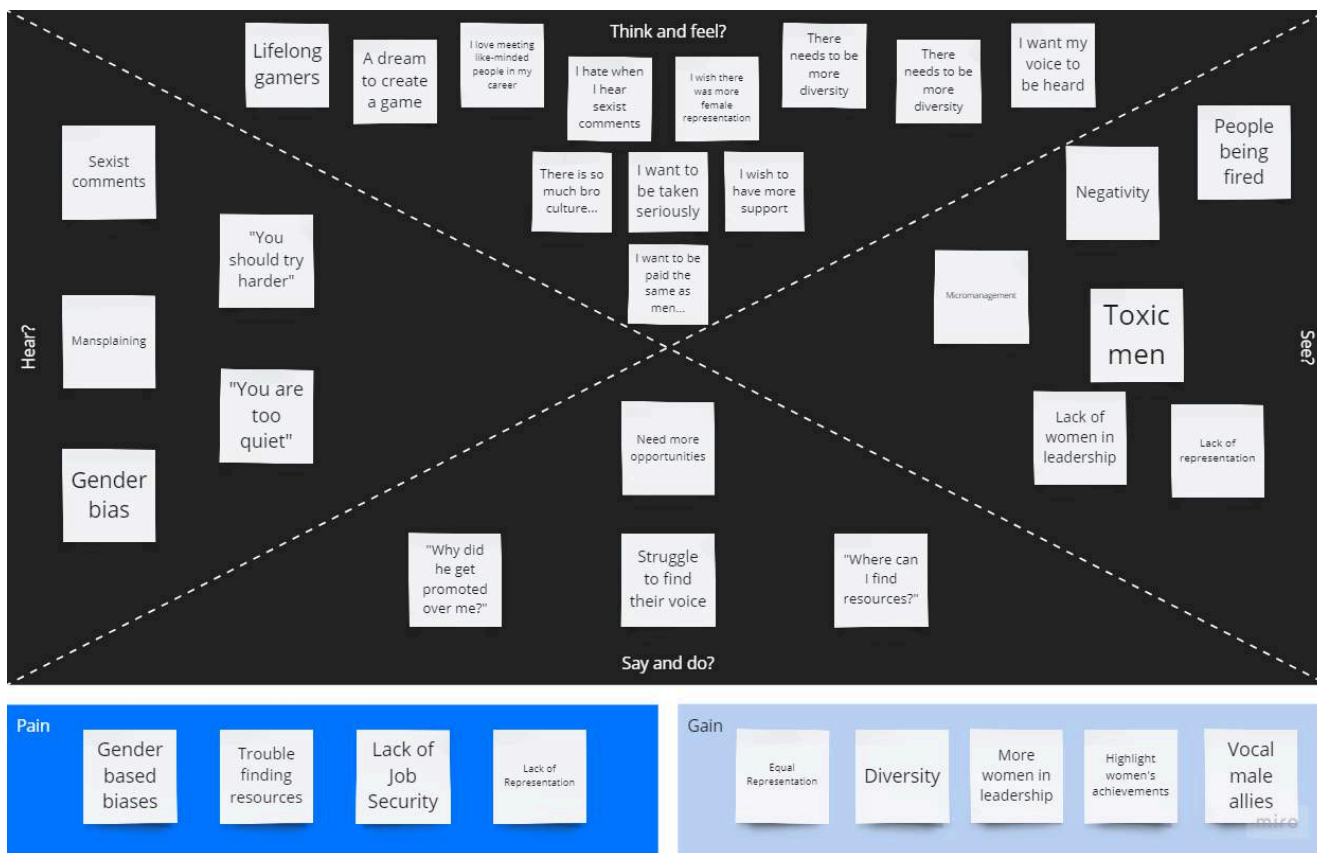 Think and feel?
Lifelong
gamers
A dream
to create
a game
I love meeting
like-minded
people in my
career
I hate when
I hear
sexist
comments
I wish there
was more
female
representation
There
needs to be
more
diversity
There
needs to be
more
diversity
I want my
voice to
be heard
There is so
much bro
culture...
I want to
be taken
seriously
I wish to
have more
support
I want to be
paid the
same as
men...
Hear?
Sexist
comments
"You
should try
harder"
Mansplaining
"You are
too
quiet"
Gender
bias
See?
People
being
fired
Negativity
Micromanagement
Toxic
men
Lack of
women in
leadership
Lack of
representation
Need more
opportunities
"Why did
he get
promoted
over me?"
Struggle
to find
their voice
"Where can
I find
resources?"
Say and do?
Pain
Gender
based
biases
Trouble
finding
resources
Lack of
Job
Security
Lack of
Representation
Gain
Equal
Representation
Diversity
More
women in
leadership
Highlight
women's
achievements
Vocal
male
allies
miro